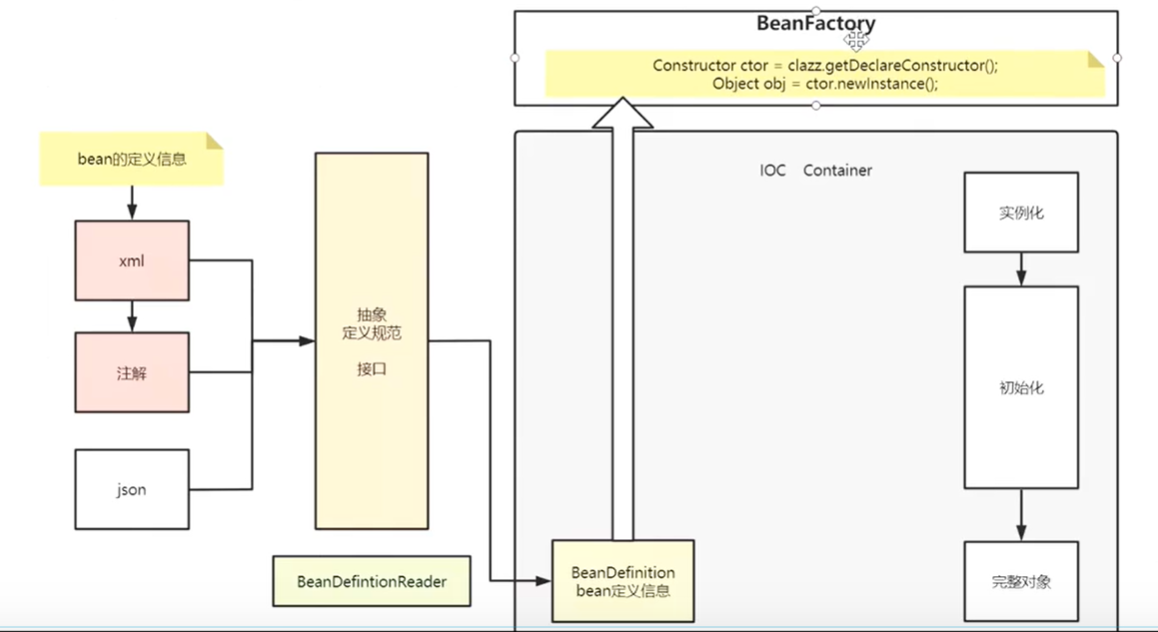 BeanFactory
Constructor ctor = clazz.getDeclareConstructor();
Object obj = ctor.newInstance();
bean的定义信息
xml
注解
json
抽象
定义规范
接口
BeanDefintionReader
IOC Container
BeanDefinition
bean定义信息
实例化
初始化
完整对象